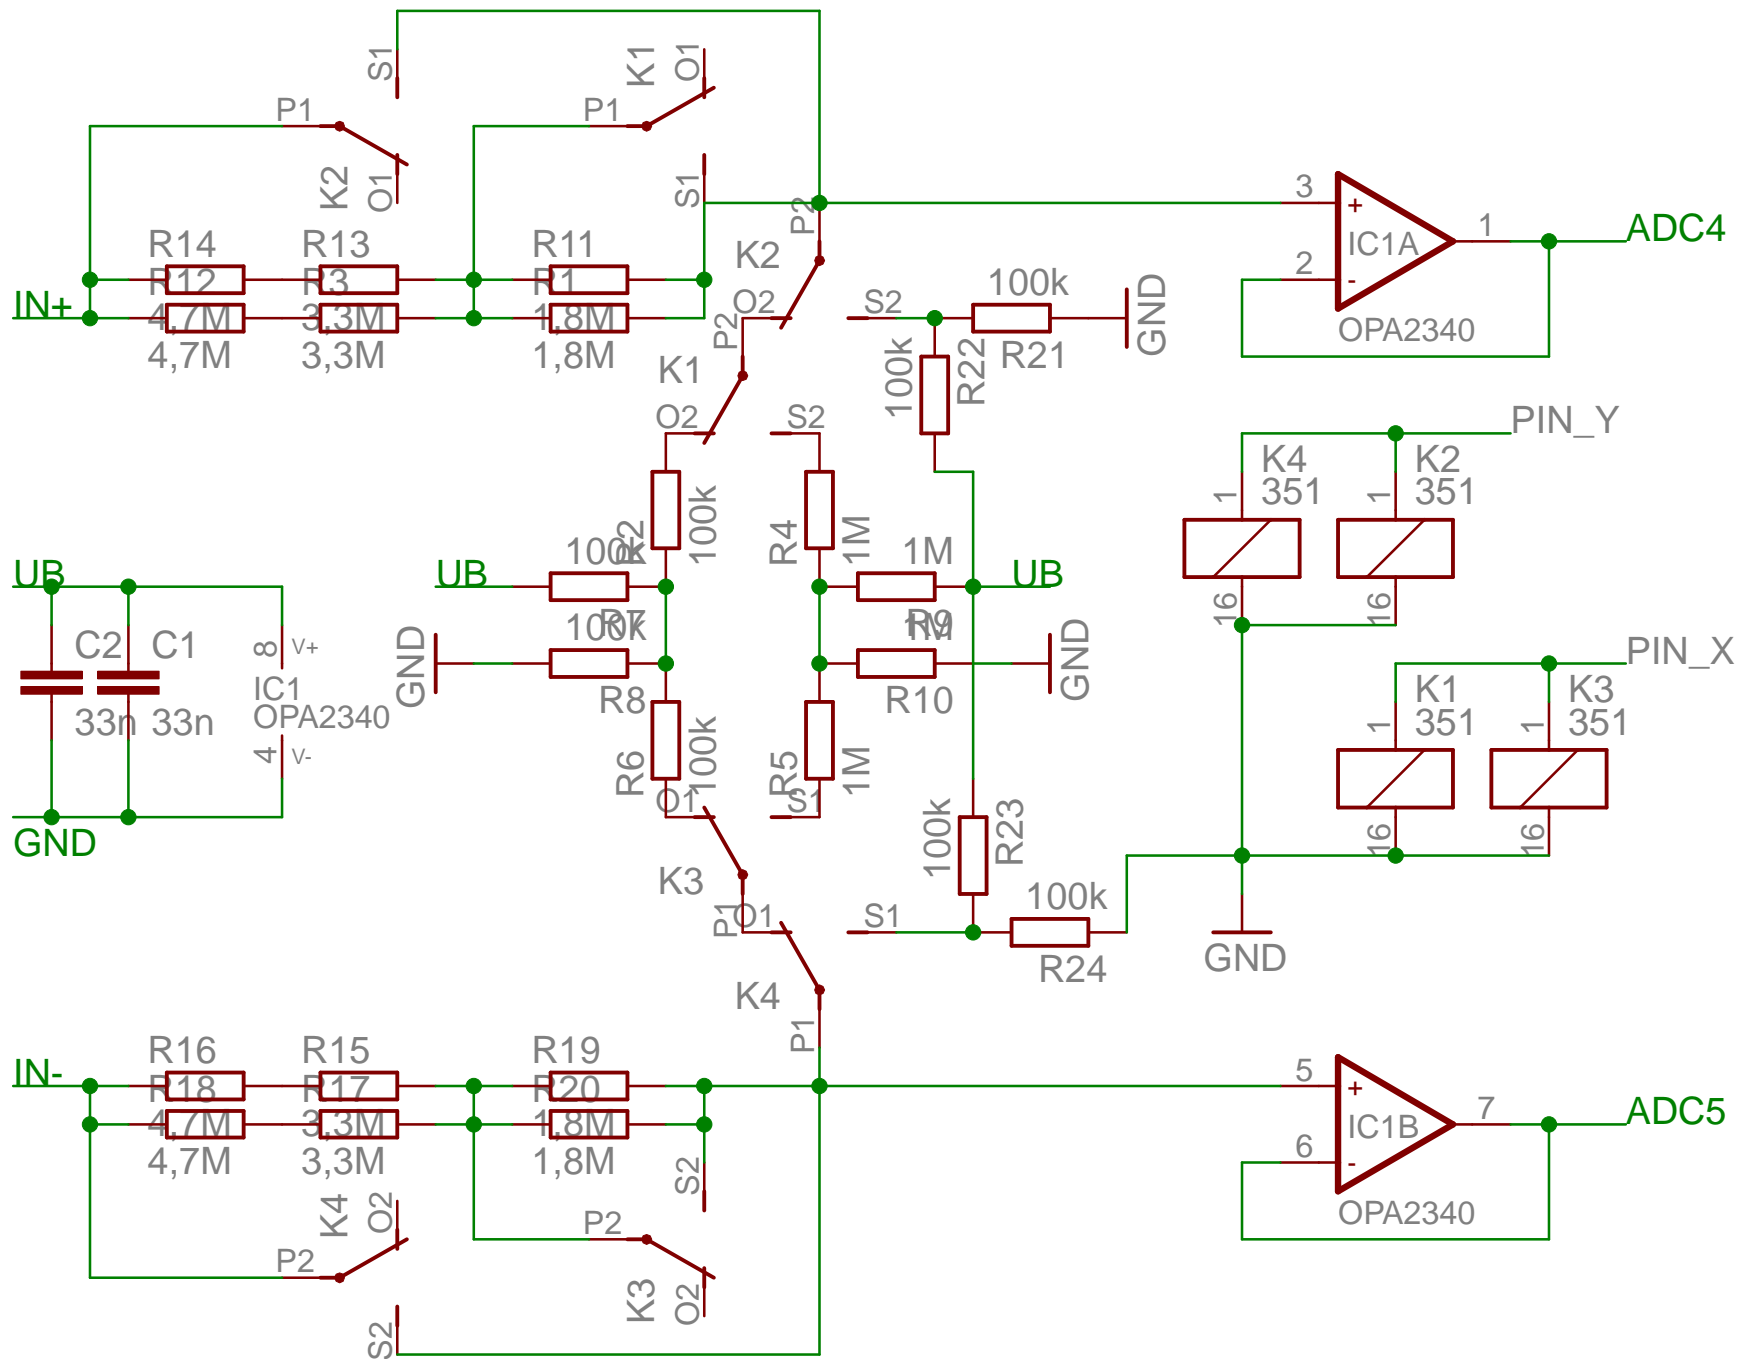 S1
K1
O1
P1
P1
K2
O1
S1
P2
3
+
IC1A
1
ADC4
2
-
OPA2340
R14
R13
R11
R12
R3
R1
IN+
4,7M
3,3M
1,8M
4,7M
3,3M
1,8M
K2
O2
P2
S2
100k
GND
100k
R22
R21
K1
O2
S2
PIN_Y
K4
351
K2
351
1
1
16
16
R2
100k
R4
1M
UB
UB
100k
1M
UB
R7
100k
R9
1M
GND
R8
R10
GND
C2
C1
33n
33n
8
V+
IC1
OPA2340
4
V-
GND
PIN_X
K1
351
K3
351
1
1
16
16
R6
100k
R5
1M
O1
S1
K3
P1
O1
S1
100k
R23
100k
R24
GND
K4
P1
R16
R15
R19
IN-
R18
R17
R20
4,7M
3,3M
1,8M
4,7M
3,3M
1,8M
5
+
IC1B
7
ADC5
6
-
OPA2340
S2
K4
O2
P2
P2
K3
O2
S2